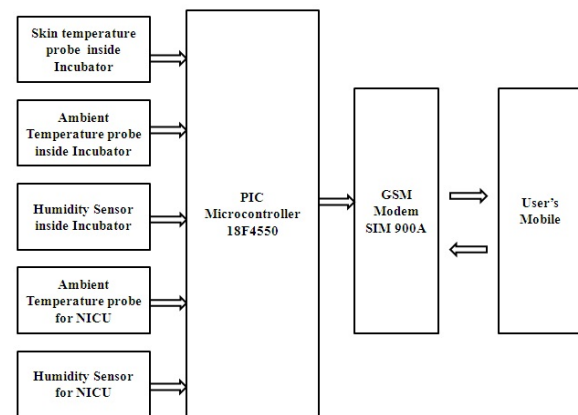 Skin temperature
probe inside
Incubator
Ambient
Temperature probe
inside Incubator
Humidity Sensor
inside Incubator
Ambient
Temperature probe
for NICU
Humidity Sensor
for NICU
PIC
Microcontroller
18F4550
GSM
Modem
SIM 900A
User's
Mobile